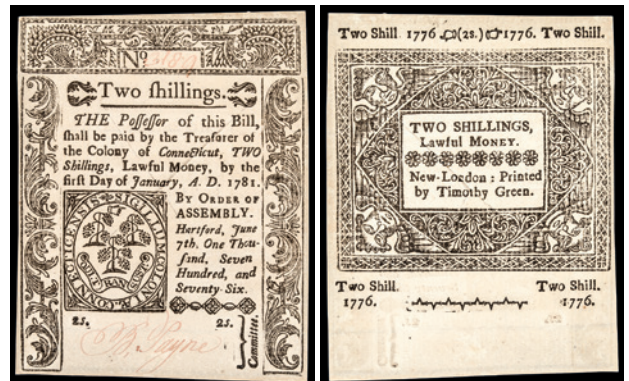 No
Two ſhillings.
THE Poſſeſſor of this Bill,
ſhall be paid by the Treaſurer of
the Colony of Connecticut, TWO
Shillings, Lawful Money, by the
firſt Day of January, A. D. 1781.
By Order of
ASSEMBLY.
Hartford, June
7th. One Thou-
ſand, Seven
Hundred, and
Seventy-Six.
2s. 2s.
Committee.
B. Payne
Two Shill. 1776. (2s.) 1776. Two Shill.
TWO SHILLINGS,
Lawful Money.
New-London: Printed
by Timothy Green.
Two Shill. Two Shill.
1776. 1776.